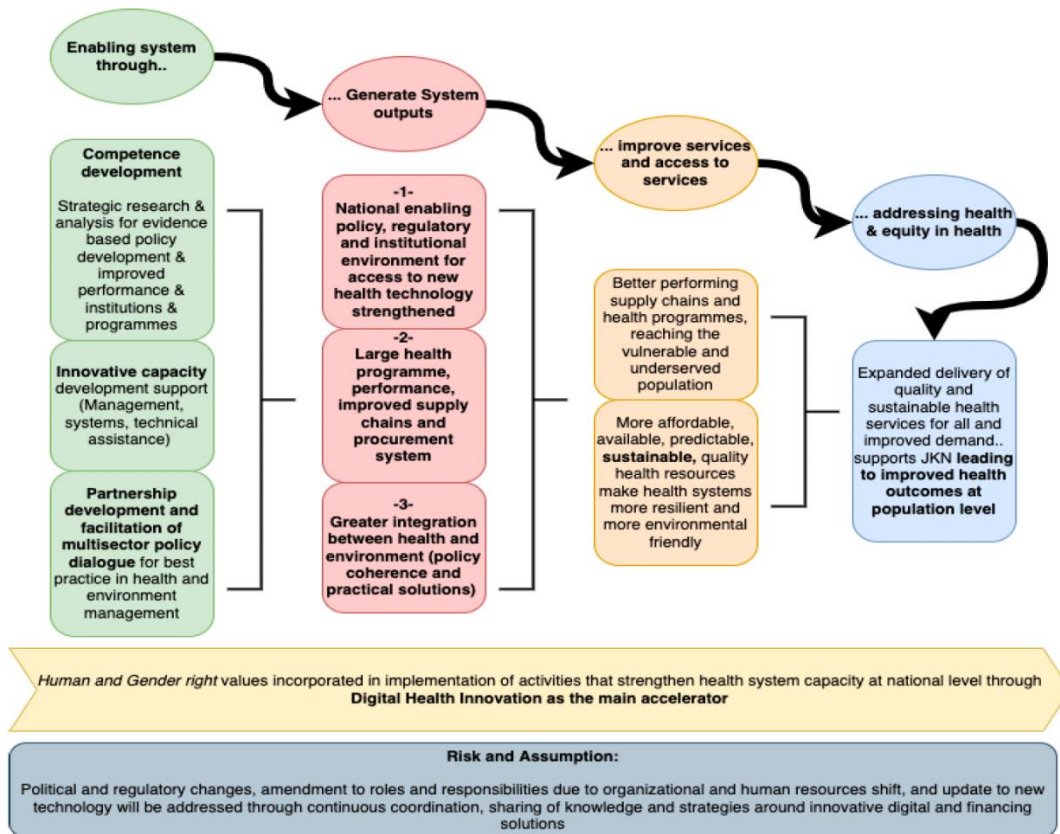 Enabling system
through..
... Generate System
outputs
... improve services
and access to
services
... addressing health
& equity in health
Competence
development
Strategic research &
analysis for evidence
based policy
development &
improved
performance &
institutions &
programmes
Innovative capacity
development support
(Management,
systems, technical
assistance)
Partnership
development and
facilitation of
multisector policy
dialogue for best
practice in health and
environment
management
-1-
National enabling
policy, regulatory
and institutional
environment for
access to new
health technology
strengthened
-2-
Large health
programme,
performance,
improved supply
chains and
procurement
system
-3-
Greater integration
between health and
environment (policy
coherence and
practical solutions)
Better performing
supply chains and
health programmes,
reaching the
vulnerable and
underserved
population
More affordable,
available, predictable,
sustainable, quality
health resources
make health systems
more resilient and
more environmental
friendly
Expanded delivery of
quality and
sustainable health
services for all and
improved demand..
supports JKN leading
to improved health
outcomes at
population level
Human and Gender right values incorporated in implementation of activities that strengthen health system capacity at national level through
Digital Health Innovation as the main accelerator
Risk and Assumption:
Political and regulatory changes, amendment to roles and responsibilities due to organizational and human resources shift, and update to new
technology will be addressed through continuous coordination, sharing of knowledge and strategies around innovative digital and financing
solutions